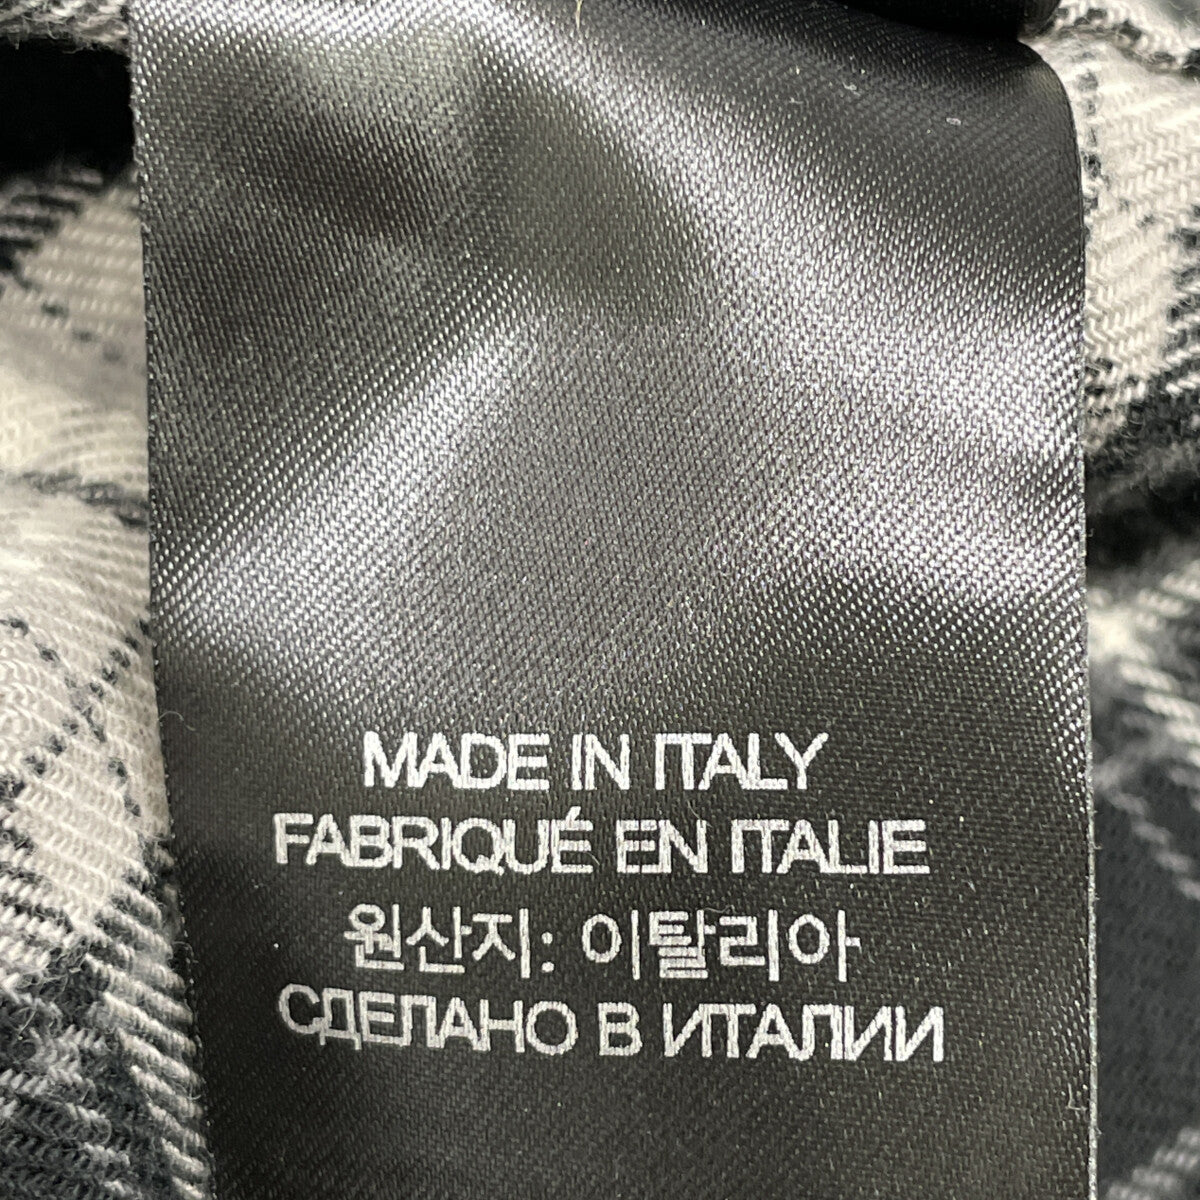 MADE IN ITALY
FABRIQUÉ EN ITALIE
원산지: 이탈리아
СДЕЛАНО В ИТАЛИИ